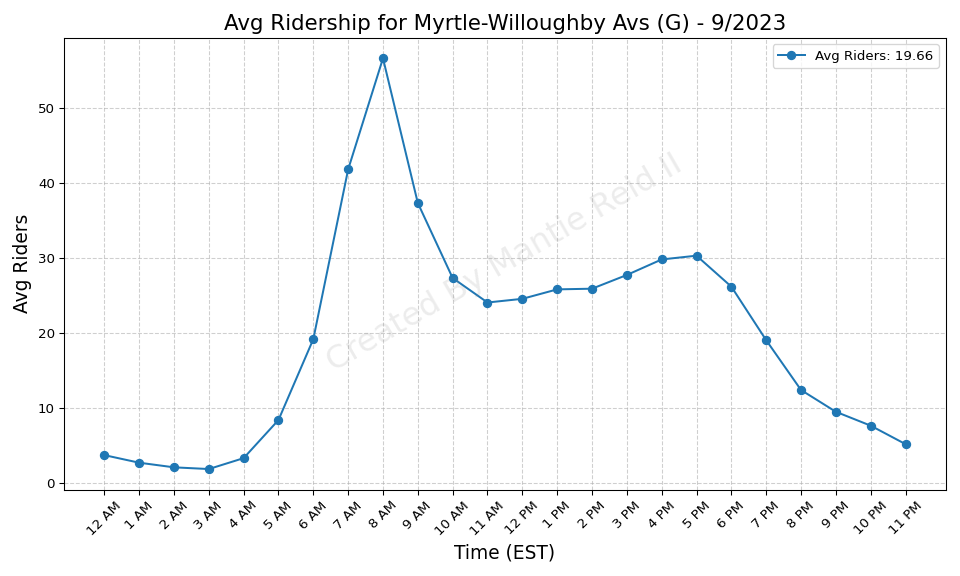 Avg Ridership for Myrtle-Willoughby Avs (G) - 9/2023
Avg Riders: 19.66
Avg Riders
50
40
30
20
10
0
Created By Mantle Reid II
12 AM
1 AM
2 AM
3 AM
4 AM
5 AM
6 AM
7 AM
8 AM
9 AM
10 AM
11 AM
12 PM
1 PM
2 PM
3 PM
4 PM
5 PM
6 PM
7 PM
8 PM
9 PM
10 PM
11 PM
Time (EST)